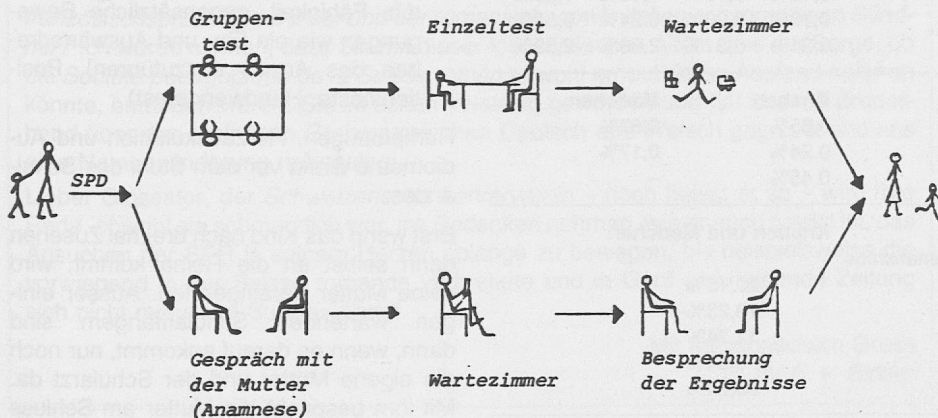 Gruppen-
test
Einzeltest
Wartezimmer
SPD
Gespräch mit
der Mutter
(Anamnese)
Wartezimmer
Besprechung
der Ergebnisse